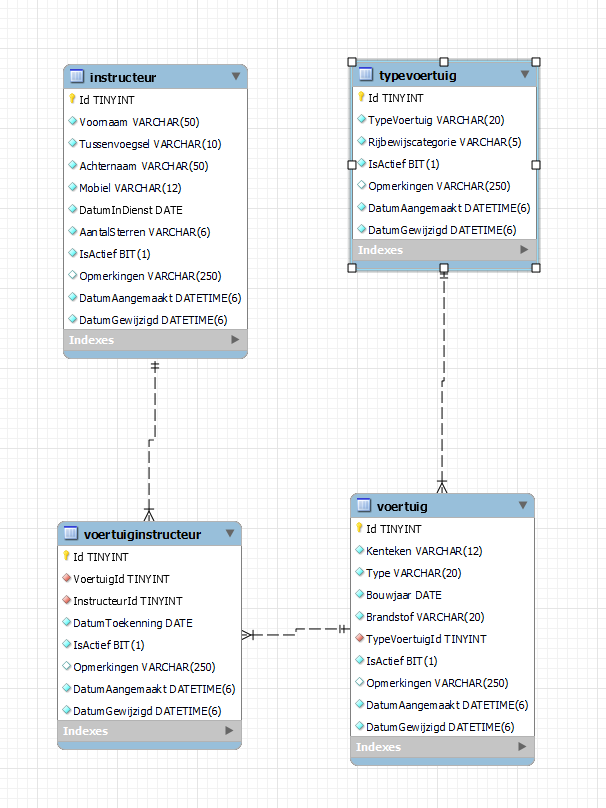 instructeur
Id TINYINT
Voornaam VARCHAR(50)
Tussenvoegsel VARCHAR(10)
Achternaam VARCHAR(50)
Mobiel VARCHAR(12)
DatumInDienst DATE
AantalSterren VARCHAR(6)
IsActief BIT(1)
Opmerkingen VARCHAR(250)
DatumAangemaakt DATETIME(6)
DatumGewijzigd DATETIME(6)
Indexes
typevoertuig
Id TINYINT
TypeVoertuig VARCHAR(20)
Rijbewijscategorie VARCHAR(5)
IsActief BIT(1)
Opmerkingen VARCHAR(250)
DatumAangemaakt DATETIME(6)
DatumGewijzigd DATETIME(6)
Indexes
voertuiginstructeur
Id TINYINT
VoertuigId TINYINT
InstructeurId TINYINT
DatumToekenning DATE
IsActief BIT(1)
Opmerkingen VARCHAR(250)
DatumAangemaakt DATETIME(6)
DatumGewijzigd DATETIME(6)
Indexes
voertuig
Id TINYINT
Kenteken VARCHAR(12)
Type VARCHAR(20)
Bouwjaar DATE
Brandstof VARCHAR(20)
TypeVoertuigId TINYINT
IsActief BIT(1)
Opmerkingen VARCHAR(250)
DatumAangemaakt DATETIME(6)
DatumGewijzigd DATETIME(6)
Indexes